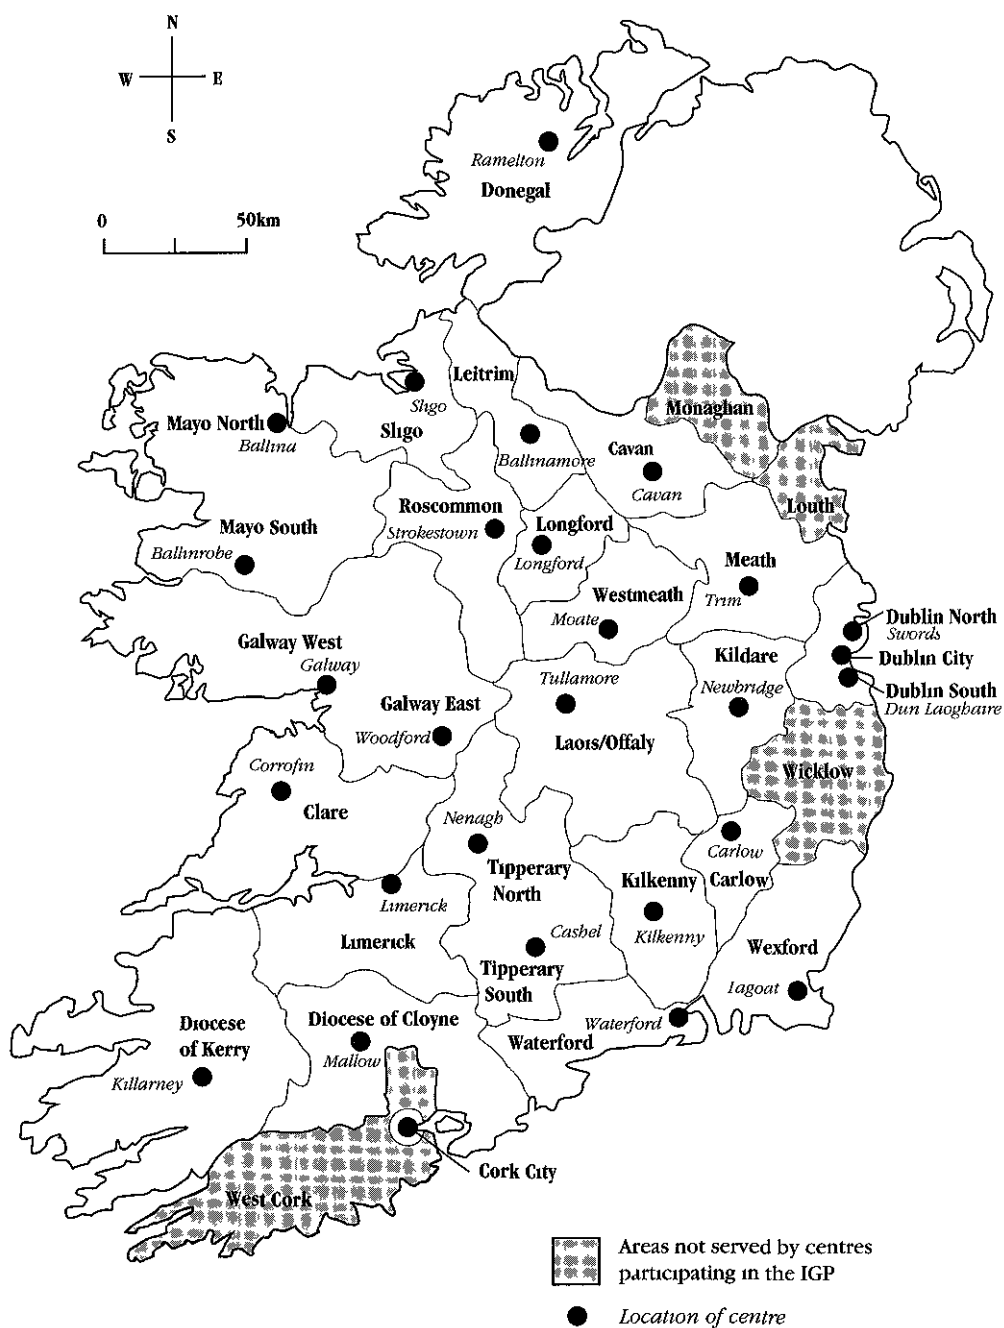 N
W E
S
0 50km
Ramelton
Donegal
Leitrim
Sligo
Sligo
Mayo North
Ballina
Monaghan
Ballinamore
Cavan
Cavan
Louth
Roscommon
Strokestown
Longford
Longford
Mayo South
Ballinrobe
Meath
Trim
Westmeath
Moate
Dublin North
Swords
Dublin City
Dublin South
Dun Laoghaire
Galway West
Galway
Kildare
Newbridge
Tullamore
Laois/Offaly
Galway East
Woodford
Wicklow
Corrofin
Clare
Nenagh
Tipperary
North
Carlow
Carlow
Kilkenny
Kilkenny
Limerick
Limerick
Cashel
Tipperary
South
Wexford
Tagoat
Waterford
Waterford
Diocese of Cloyne
Mallow
Diocese
of Kerry
Killarney
Cork City
West Cork
Areas not served by centres
participating in the IGP
Location of centre